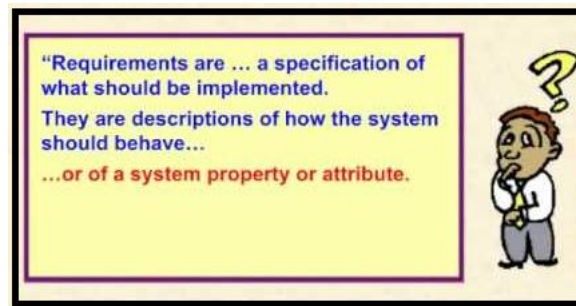 “Requirements are … a specification of
what should be implemented.
They are descriptions of how the system
should behave…
…or of a system property or attribute.
?